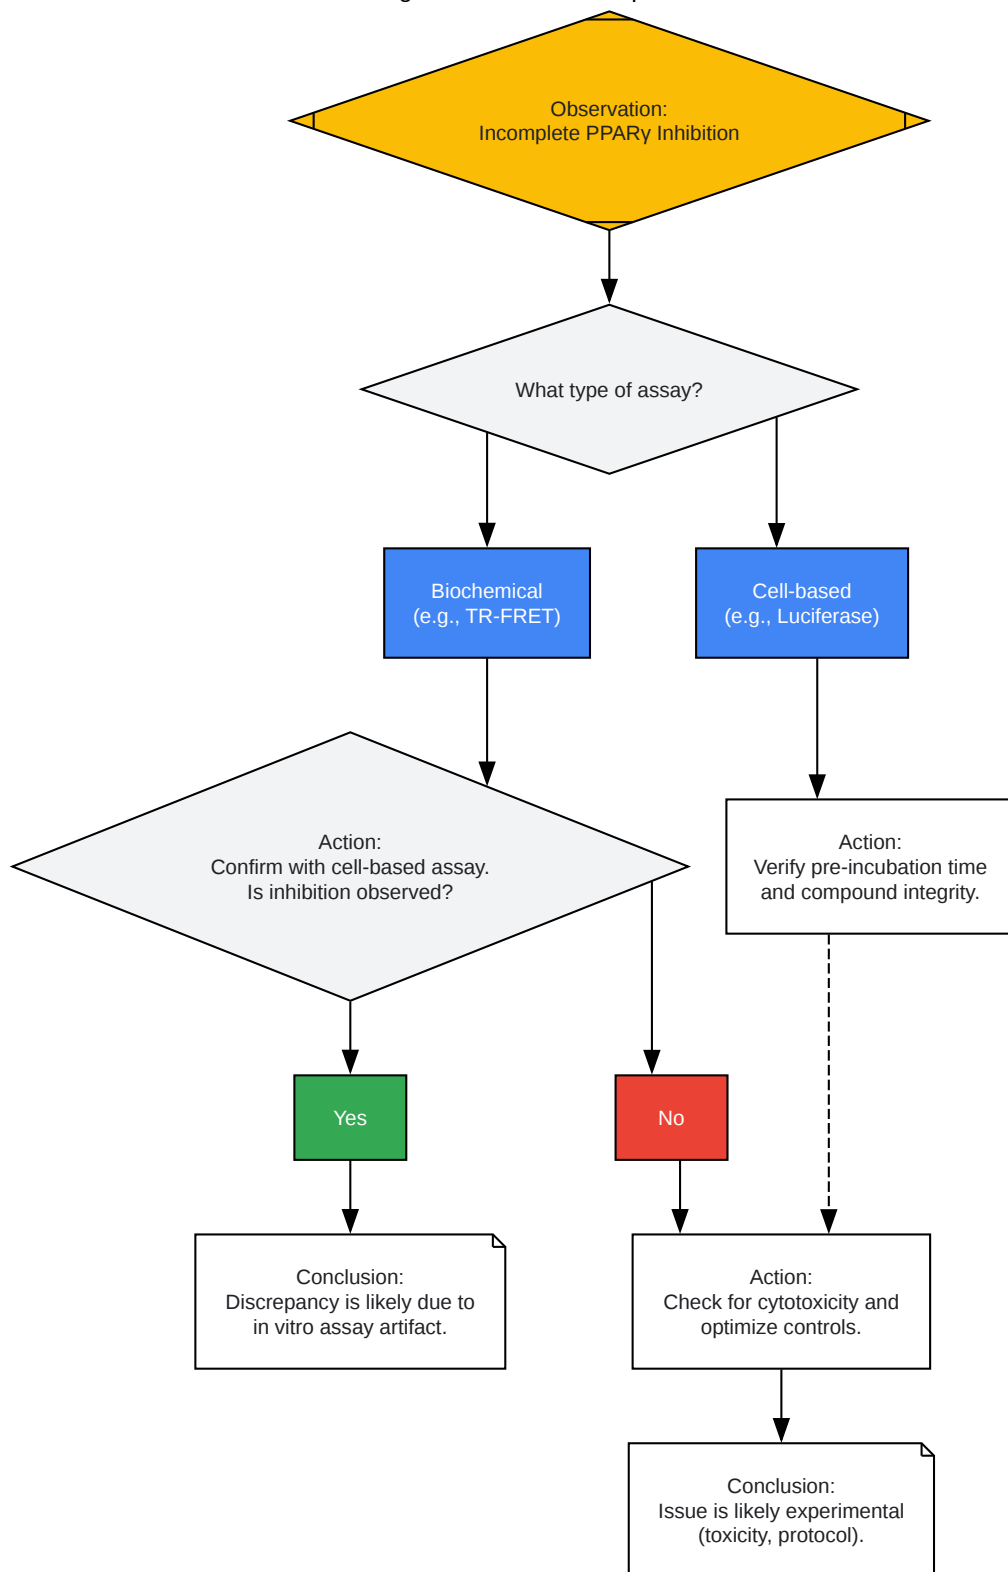 Observation:
Incomplete PPARγ Inhibition
What type of assay?
Biochemical
(e.g., TR-FRET)
Cell-based
(e.g., Luciferase)
Action:
Confirm with cell-based assay.
Is inhibition observed?
Action:
Verify pre-incubation time
and compound integrity.
Yes
No
Conclusion:
Discrepancy is likely due to
in vitro assay artifact.
Action:
Check for cytotoxicity and
optimize controls.
Conclusion:
Issue is likely experimental
(toxicity, protocol).